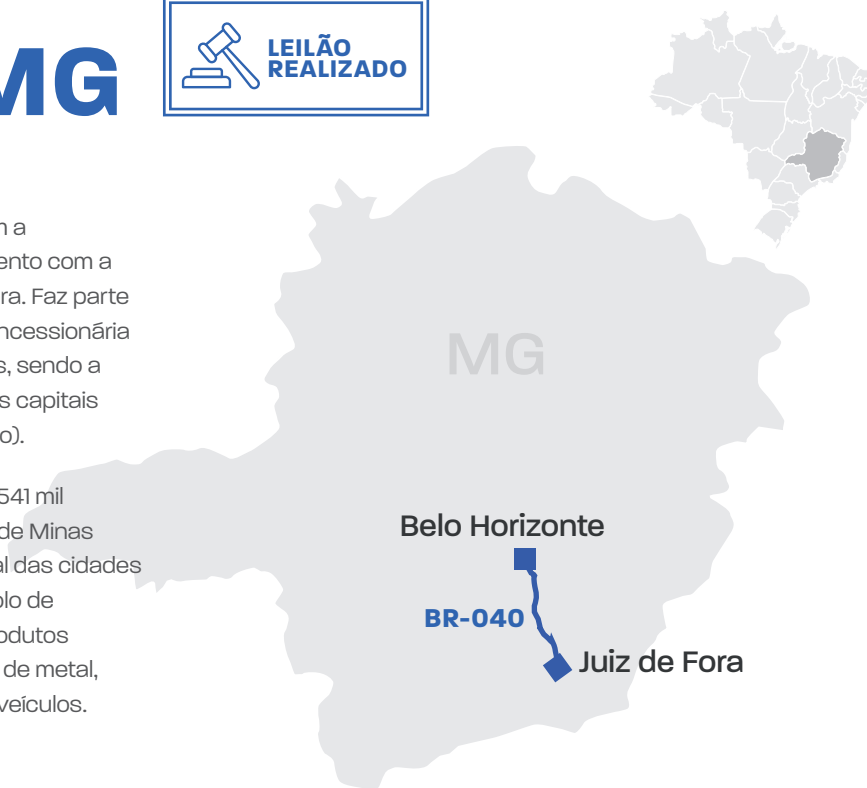 MG
LEILÃO
REALIZADO
a
ento com a
ra. Faz parte
ncessionária
s, sendo a
s capitais
o).
541 mil
de Minas
al das cidades
olo de
odutos
de metal,
veículos.
MG
Belo Horizonte
BR-040
Juiz de Fora